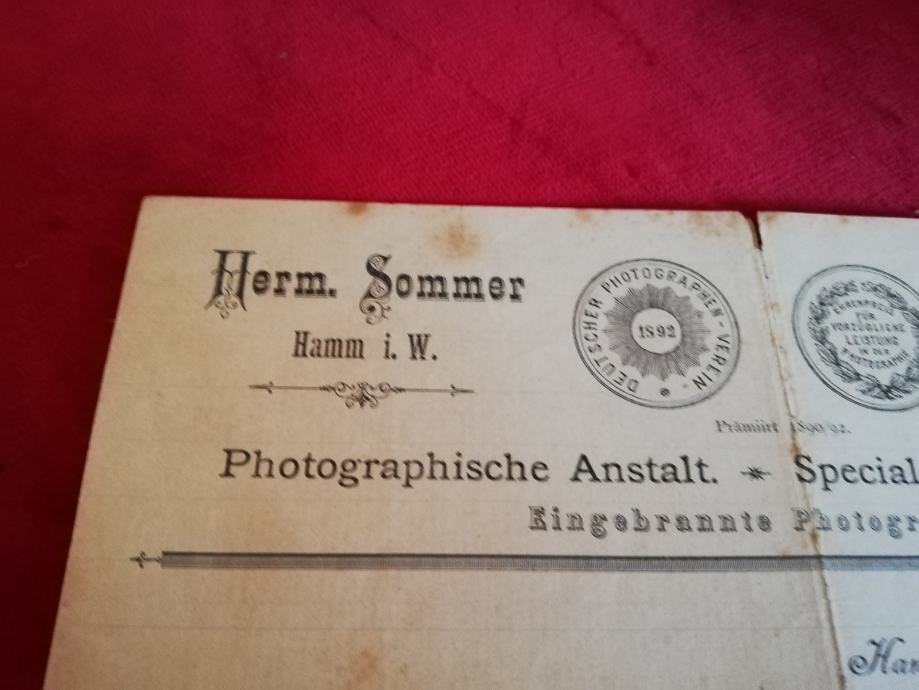 Herm. Sommer
Hamm i. W.
DEUTSCHER PHOTOGRAPHEN-VEREIN
1892
EHRENPREIS
FÜR
VORZÜGLICHE
LEISTUNG
IN DER
PHOTOGRAPHIE
Prämiirt 1890/92.
Photographische Anstalt. Special
Eingebrannte Photogr
Ham